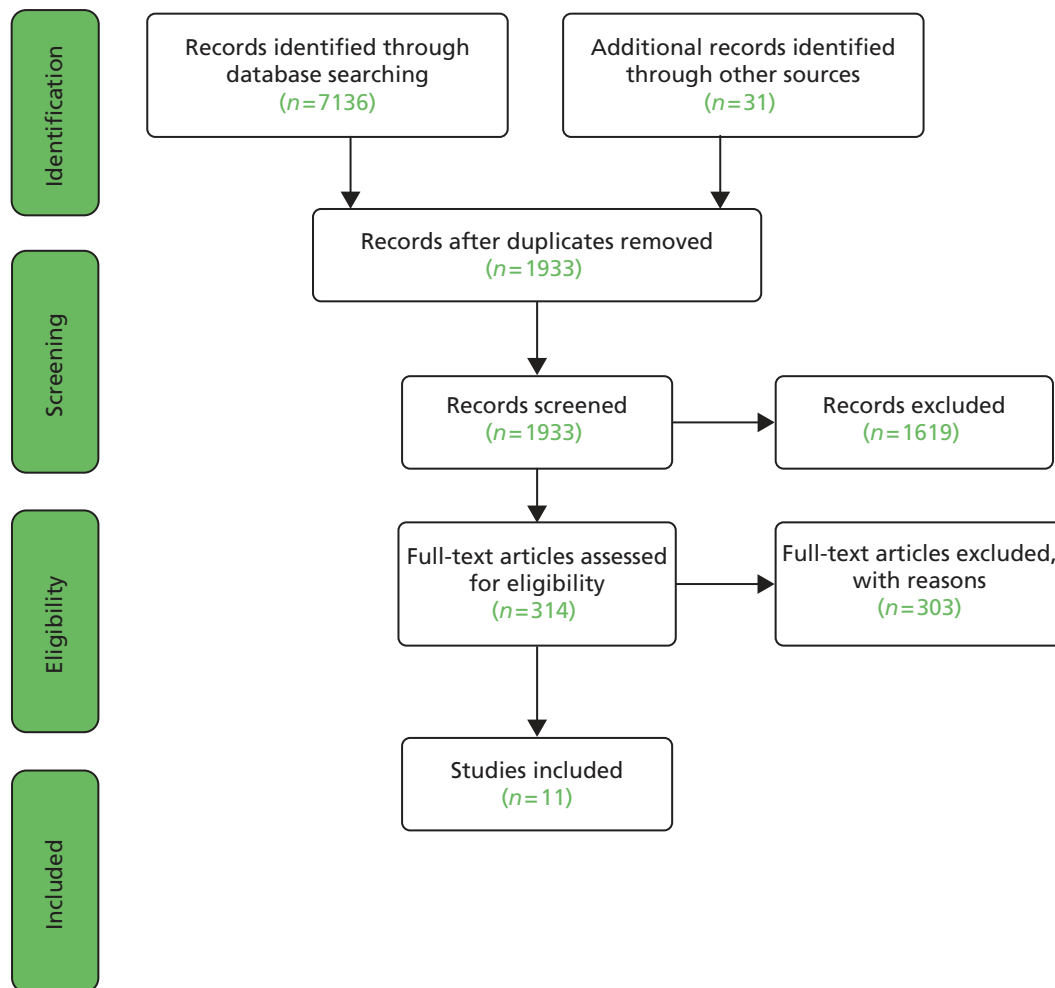 Identification
Records identified through
database searching
(n=7136)
Additional records identified
through other sources
(n=31)
Records after duplicates removed
(n=1933)
Screening
Records screened
(n=1933)
Records excluded
(n=1619)
Eligibility
Full-text articles assessed
for eligibility
(n=314)
Full-text articles excluded,
with reasons
(n=303)
Included
Studies included
(n=11)